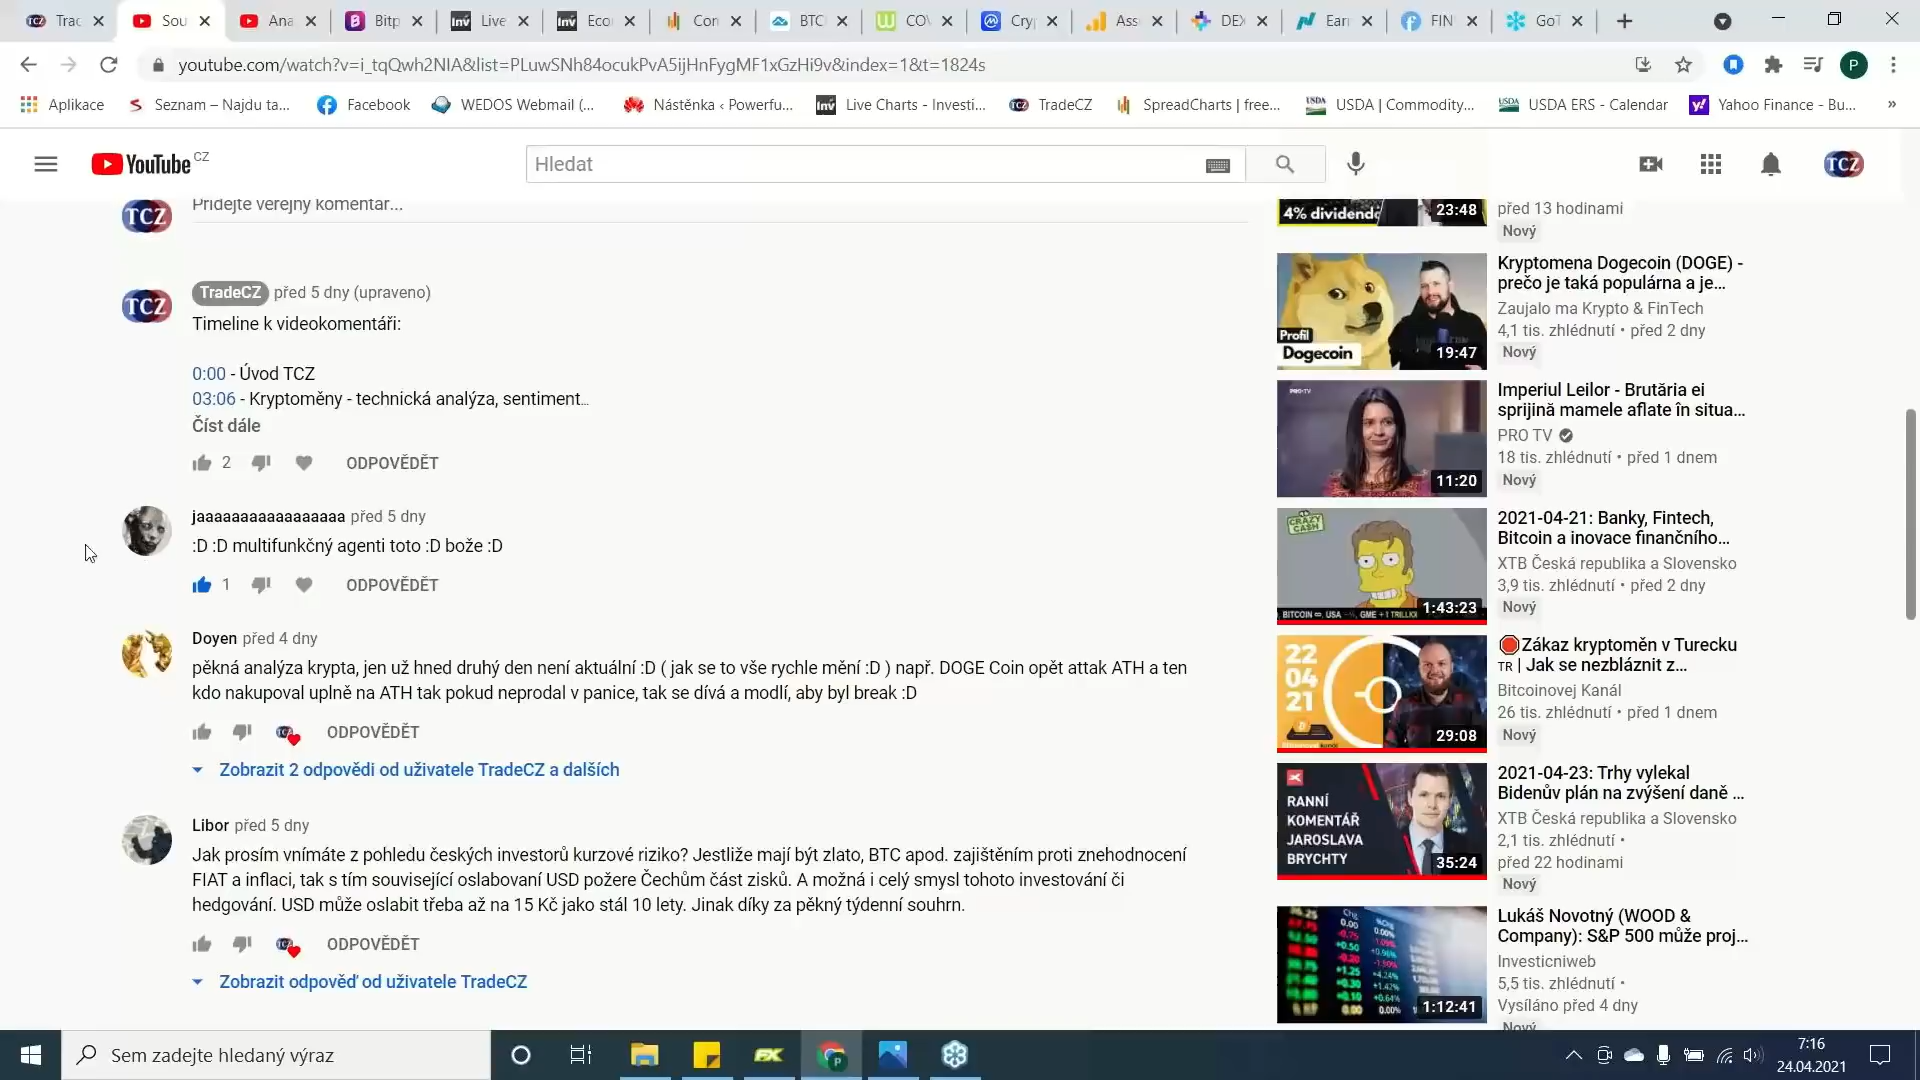 Trac
Sou
Ana
Bitp
Live
Eco
Con
BTC
COV
Cryp
Ass
DEX
Earn
FIN
GoT
youtube.com/watch?v=i_tqQwh2NIA&list=PLuwSNh84ocukPvA5ijHnFygMF1xGzHi9v&index=1&t=1824s
P
Aplikace
Seznam – Najdu ta...
Facebook
WEDOS Webmail (...
Nástěnka ‹ Powerfu...
Live Charts - Investi...
TradeCZ
SpreadCharts | free...
USDA | Commodity...
USDA ERS - Calendar
Yahoo Finance - Bu...
YouTube CZ
Hledat
TCZ
TCZ
Přidejte veřejný komentář...
TCZ
TradeCZ před 5 dny (upraveno)
Timeline k videokomentáři:
0:00 - Úvod TCZ
03:06 - Kryptoměny - technická analýza, sentiment...
Číst dále
2 ODPOVĚDĚT
jaaaaaaaaaaaaaaaaa před 5 dny
:D :D multifunkčný agenti toto :D bože :D
1 ODPOVĚDĚT
Doyen před 4 dny
pěkná analýza krypta, jen už hned druhý den není aktuální :D ( jak se to vše rychle mění :D ) např. DOGE Coin opět attak ATH a ten
kdo nakupoval uplně na ATH tak pokud neprodal v panice, tak se dívá a modlí, aby byl break :D
ODPOVĚDĚT
Zobrazit 2 odpovědi od uživatele TradeCZ a dalších
Libor před 5 dny
Jak prosím vnímáte z pohledu českých investorů kurzové riziko? Jestliže mají být zlato, BTC apod. zajištěním proti znehodnocení
FIAT a inflaci, tak s tím související oslabovaní USD požere Čechům část zisků. A možná i celý smysl tohoto investování či
hedgování. USD může oslabit třeba až na 15 Kč jako stál 10 lety. Jinak díky za pěkný týdenní souhrn.
ODPOVĚDĚT
Zobrazit odpověď od uživatele TradeCZ
4% dividenda
23:48
před 13 hodinami
Nový
Profil
Dogecoin
19:47
Kryptomena Dogecoin (DOGE) -
prečo je taká populárna a je...
Zaujalo ma Krypto & FinTech
4,1 tis. zhlédnutí • před 2 dny
Nový
PRO•TV
11:20
Imperiul Leilor - Brutăria ei
sprijină mamele aflate în situa...
PRO TV
18 tis. zhlédnutí • před 1 dnem
Nový
CRAZY
CASH
1:43:23
2021-04-21: Banky, Fintech,
Bitcoin a inovace finančního...
XTB Česká republika a Slovensko
3,9 tis. zhlédnutí • před 2 dny
Nový
22
04
21
29:08
🛑Zákaz kryptoměn v Turecku
TR | Jak se nezbláznit z...
Bitcoinovej Kanál
26 tis. zhlédnutí • před 1 dnem
Nový
RANNÍ
KOMENTÁŘ
JAROSLAVA
BRYCHTY
35:24
2021-04-23: Trhy vylekal
Bidenův plán na zvýšení daně ...
XTB Česká republika a Slovensko
2,1 tis. zhlédnutí •
před 22 hodinami
Nový
1:12:41
Lukáš Novotný (WOOD &
Company): S&P 500 může proj...
Investicniweb
5,5 tis. zhlédnutí •
Vysíláno před 4 dny
Nový
Sem zadejte hledaný výraz
7:16
24.04.2021